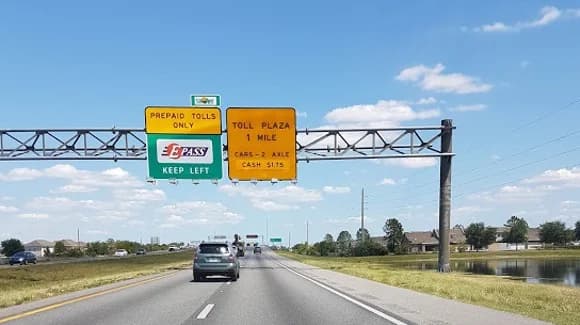 PREPAID TOLLS
ONLY
E PASS
KEEP LEFT
TOLL PLAZA
1 MILE
CARS - 2 AXLE
CASH $1.75